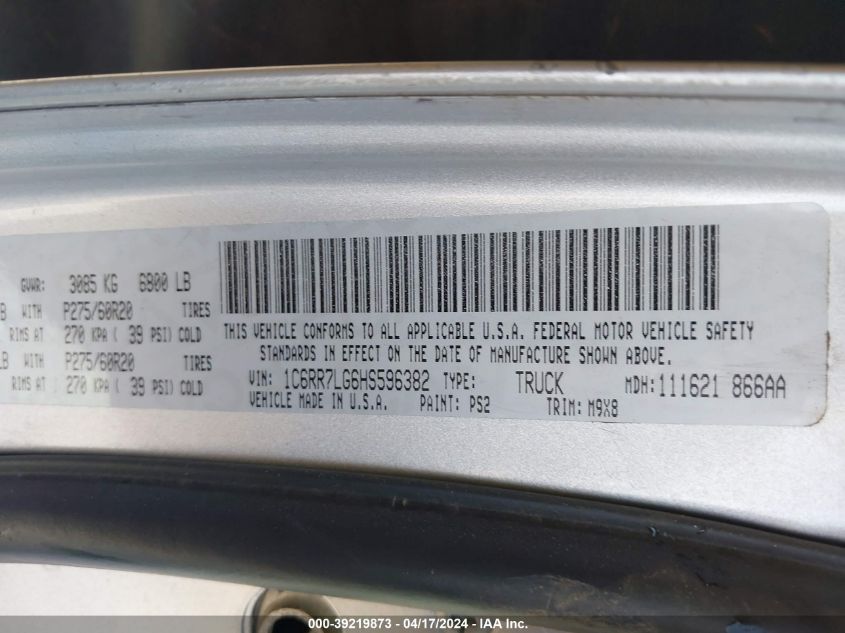 GVWR: 3085 KG 6800 LB
B WITH P275/60R20 TIRES
RIMS AT 270 KPA ( 39 PSI) COLD
LB WITH P275/60R20 TIRES
RIMS AT 270 KPA ( 39 PSI) COLD
THIS VEHICLE CONFORMS TO ALL APPLICABLE U.S.A. FEDERAL MOTOR VEHICLE SAFETY
STANDARDS IN EFFECT ON THE DATE OF MANUFACTURE SHOWN ABOVE.
VIN: 1C6RR7LG6HS596382 TYPE: TRUCK MDH: 111621 866AA
VEHICLE MADE IN U.S.A. PAINT: PS2 TRIM: M9X8
000-39219873 - 04/17/2024 - IAA Inc.